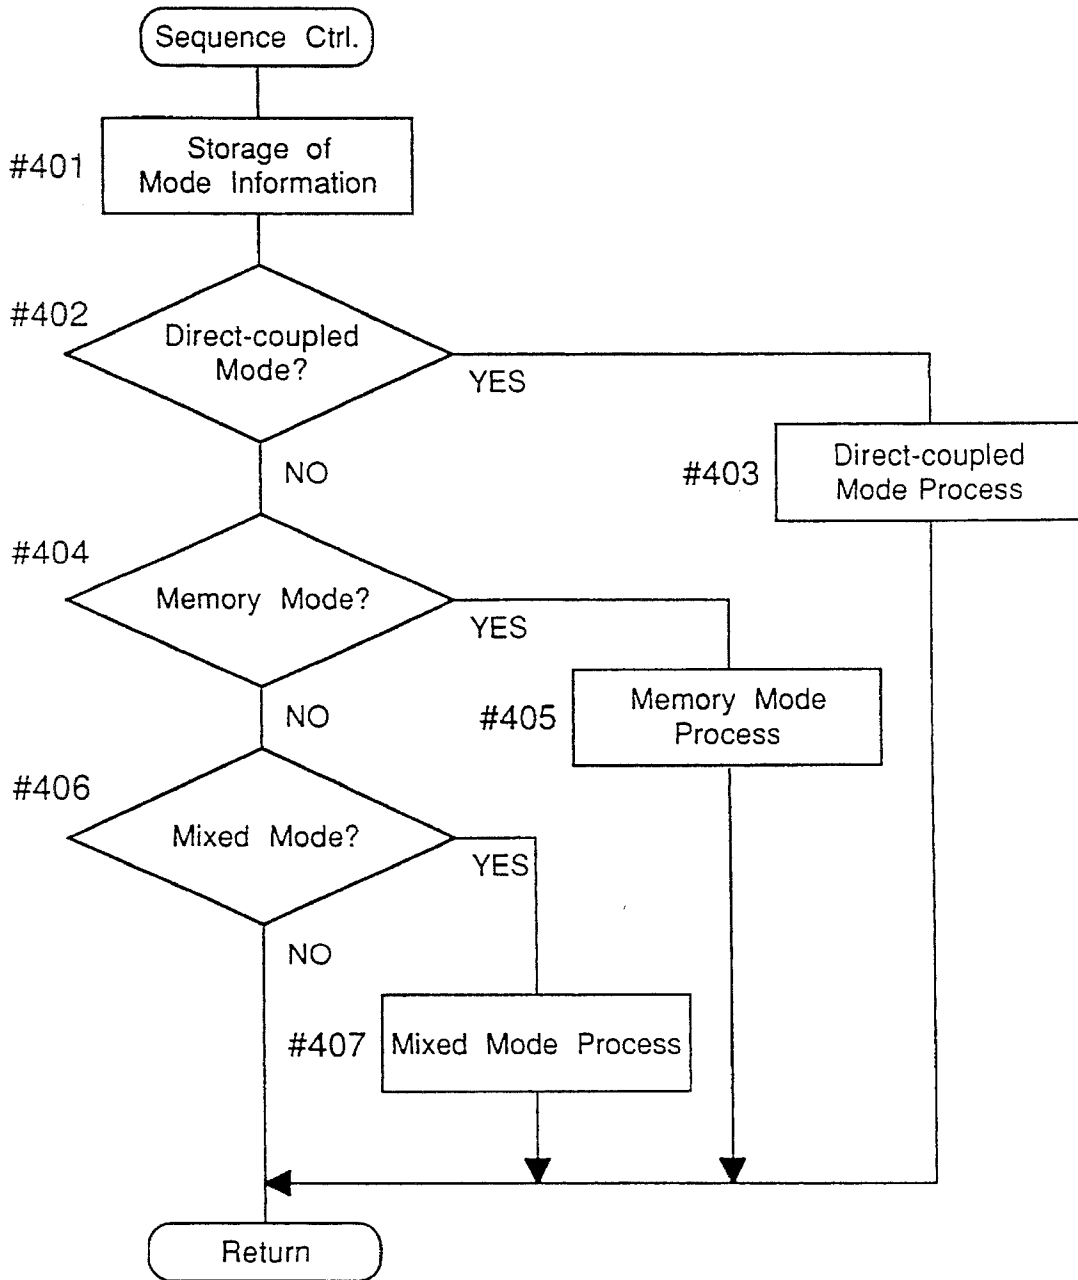 Sequence Ctrl.
#401
Storage of
Mode Information
#402
Direct-coupled
Mode?
YES
NO
#403
Direct-coupled
Mode Process
#404
Memory Mode?
YES
NO
#405
Memory Mode
Process
#406
Mixed Mode?
YES
NO
#407
Mixed Mode Process
Return